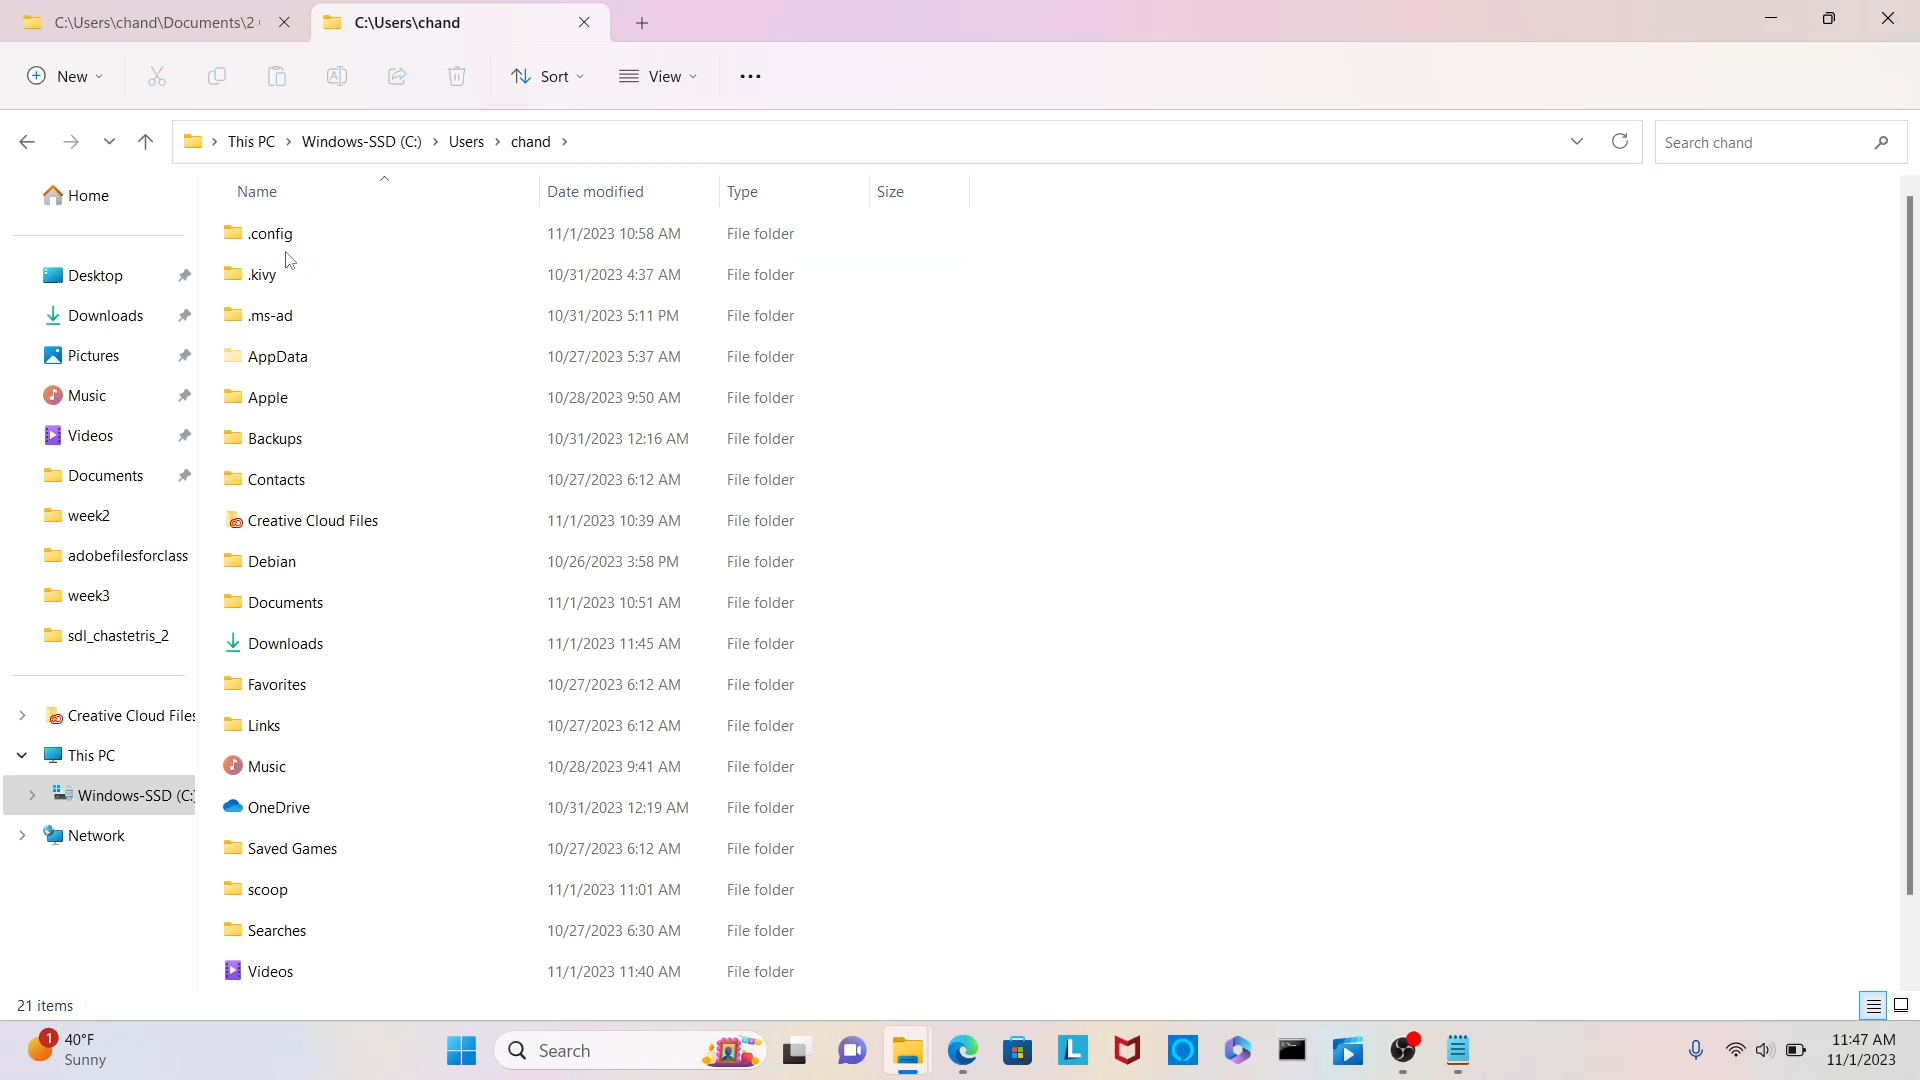 C:\Users\chand\Documents\2
C:\Users\chand
New
Sort
View
This PC
Windows-SSD (C:)
Users
chand
Search chand
Home
Desktop
Downloads
Pictures
Music
Videos
Documents
week2
adobefilesforclass
week3
sdl_chastetris_2
Creative Cloud Files
This PC
Windows-SSD (C:)
Network
Name Date modified Type Size
.config 11/1/2023 10:58 AM File folder
.kivy 10/31/2023 4:37 AM File folder
.ms-ad 10/31/2023 5:11 PM File folder
AppData 10/27/2023 5:37 AM File folder
Apple 10/28/2023 9:50 AM File folder
Backups 10/31/2023 12:16 AM File folder
Contacts 10/27/2023 6:12 AM File folder
Creative Cloud Files 11/1/2023 10:39 AM File folder
Debian 10/26/2023 3:58 PM File folder
Documents 11/1/2023 10:51 AM File folder
Downloads 11/1/2023 11:45 AM File folder
Favorites 10/27/2023 6:12 AM File folder
Links 10/27/2023 6:12 AM File folder
Music 10/28/2023 9:41 AM File folder
OneDrive 10/31/2023 12:19 AM File folder
Saved Games 10/27/2023 6:12 AM File folder
scoop 11/1/2023 11:01 AM File folder
Searches 10/27/2023 6:30 AM File folder
Videos 11/1/2023 11:40 AM File folder
21 items
1
40°F
Sunny
Search
L
11:47 AM
11/1/2023